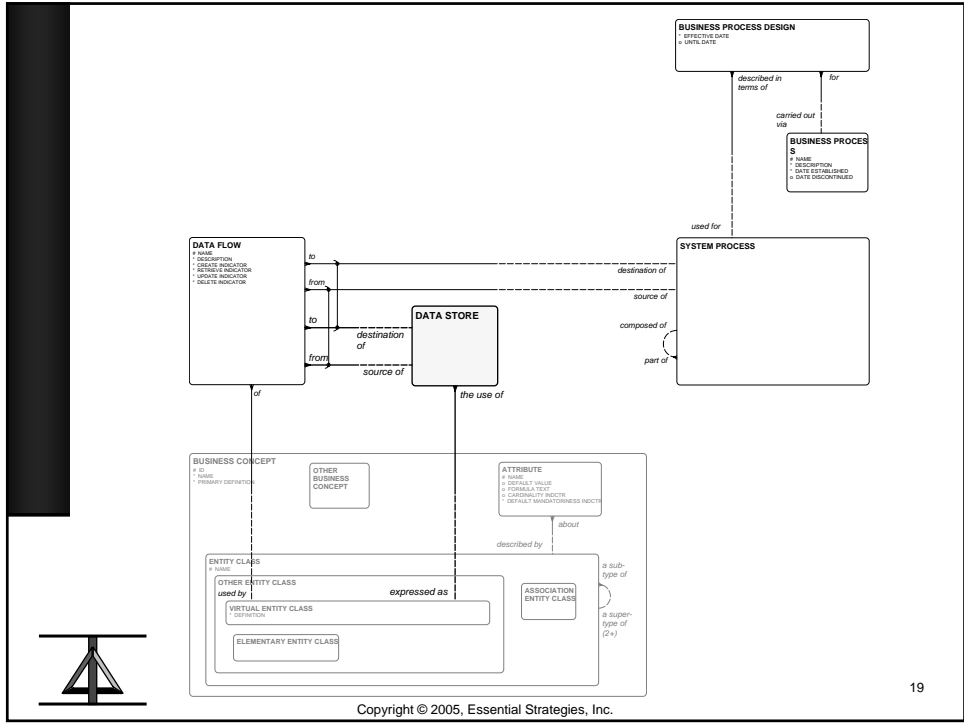 BUSINESS PROCESS DESIGN
* EFFECTIVE DATE
o UNTIL DATE
described in
terms of
for
carried out
via
BUSINESS PROCES
S
# NAME
* DESCRIPTION
* DATE ESTABLISHED
o DATE DISCONTINUED
used for
DATA FLOW
# NAME
* DESCRIPTION
* CREATE INDICATOR
* RETRIEVE INDICATOR
* UPDATE INDICATOR
* DELETE INDICATOR
SYSTEM PROCESS
to
destination of
from
source of
DATA STORE
to
destination
of
composed of
from
source of
part of
of
the use of
BUSINESS CONCEPT
# ID
* NAME
* PRIMARY DEFINITION
OTHER
BUSINESS
CONCEPT
ATTRIBUTE
# NAME
o DEFAULT VALUE
o FORMULA TEXT
o CARDINALITY INDCTR
* DEFAULT MANDATORINESS INDCTR
about
described by
ENTITY CLASS
# NAME
a sub-
type of
OTHER ENTITY CLASS
used by
expressed as
ASSOCIATION
ENTITY CLASS
VIRTUAL ENTITY CLASS
* DEFINITION
a super-
type of
(2+)
ELEMENTARY ENTITY CLASS
19
Copyright © 2005, Essential Strategies, Inc.